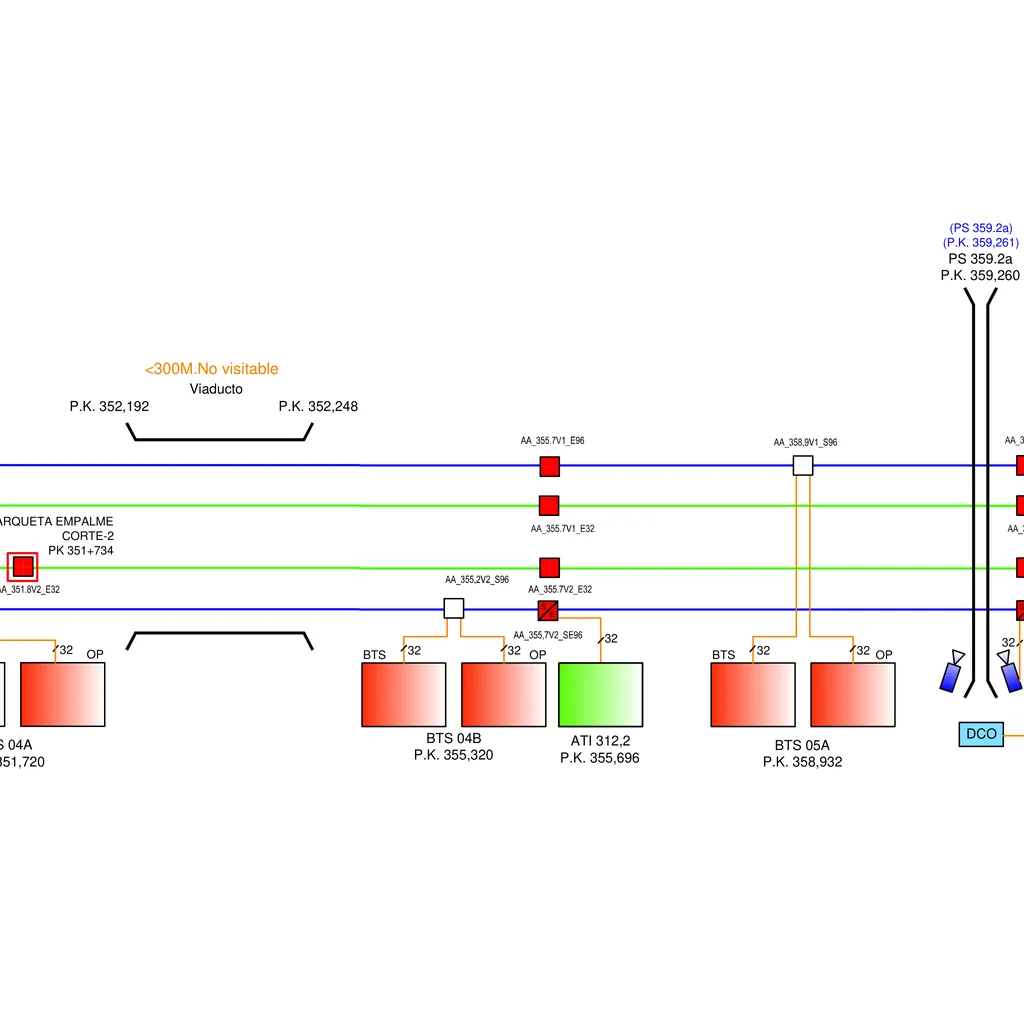 (PS 359.2a)
(P.K. 359,261)
PS 359.2a
P.K. 359,260
<300M.No visitable
Viaducto
P.K. 352,192
P.K. 352,248
AA_355.7V1_E96
AA_358,9V1_S96
AA_3
ARQUETA EMPALME
CORTE-2
PK 351+734
AA_355.7V1_E32
AA_3
AA_351.8V2_E32
AA_355,2V2_S96
AA_355.7V2_E32
AA_355,7V2_SE96
32
OP
BTS
32
32
OP
32
BTS
32
32
OP
32
S 04A
351,720
BTS 04B
P.K. 355,320
ATI 312,2
P.K. 355,696
BTS 05A
P.K. 358,932
DCO